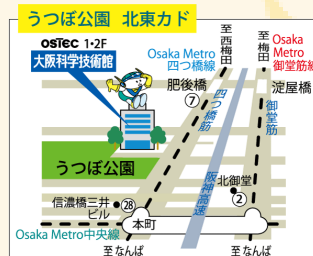 うつぼ公園 北東カド
OSTEC 1・2F
大阪科学技術館
Osaka Metro
四つ橋線
至西梅田
至梅田
Osaka
Metro
御堂筋線
肥後橋
⑦
四つ橋筋
淀屋橋
御堂筋
うつぼ公園
阪神高速
北御堂
②
信濃橋三井
ビル
㉘
本町
Osaka Metro中央線
至なんば
至なんば